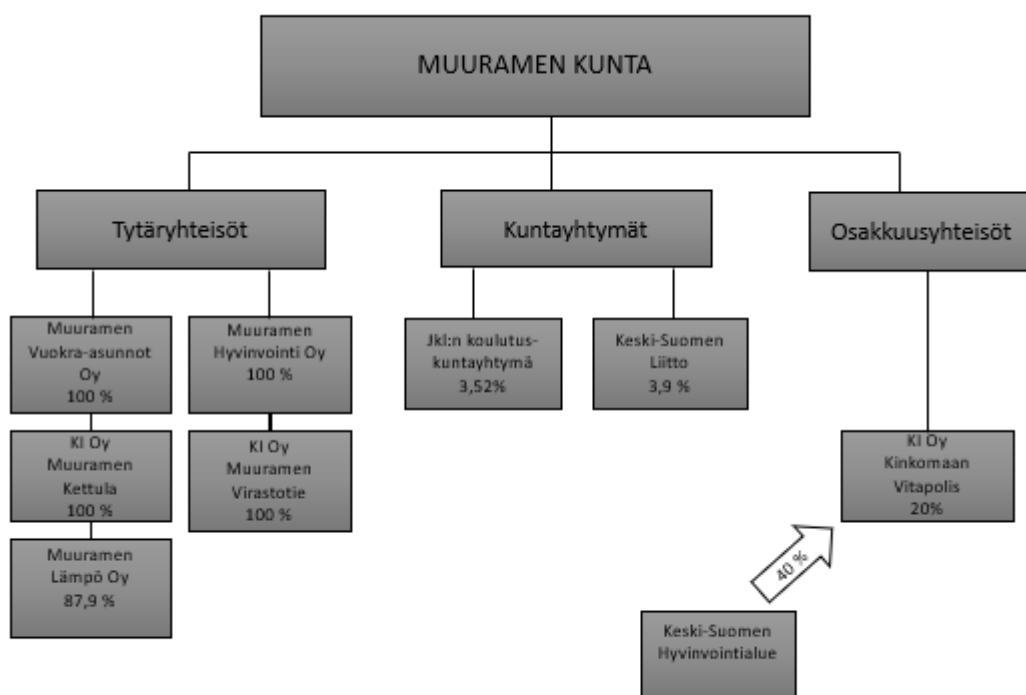 MUURAMEN KUNTA
Tytäryhteisöt
Kuntayhtymät
Osakkuusyhteisöt
Muuramen
Vuokra-asunnot
Oy
100 %
Muuramen
Hyvinvointi Oy
100 %
Jkl:n koulutus-
kuntayhtymä
3,52%
Keski-Suomen
Liitto
3,9 %
KI Oy
Muuramen
Kettula
100 %
KI Oy
Muuramen
Virastotie
100 %
KI Oy
Kinkomaan
Vitapolis
20%
Muuramen
Lämpö Oy
87,9 %
40 %
Keski-Suomen
Hyvinvointialue